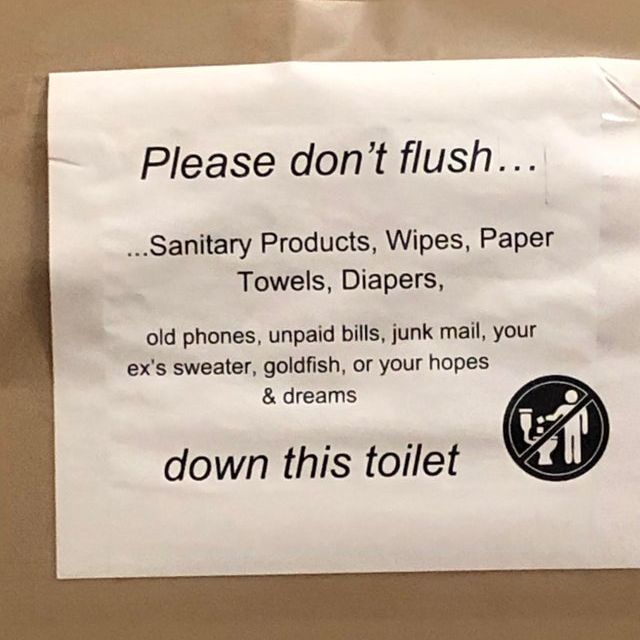 Please don't flush...
...Sanitary Products, Wipes, Paper
Towels, Diapers,
old phones, unpaid bills, junk mail, your
ex's sweater, goldfish, or your hopes
& dreams
down this toilet